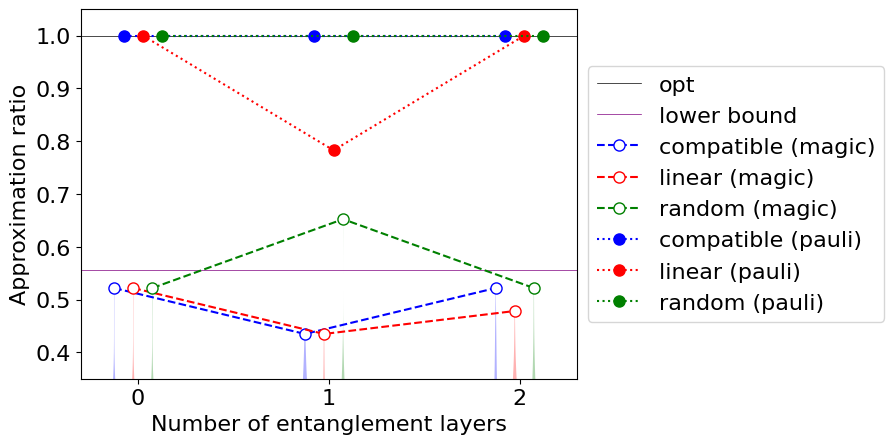 1.0
0.9
0.8
0.7
0.6
0.5
0.4
Approximation ratio
0 1 2
Number of entanglement layers
opt
lower bound
compatible (magic)
linear (magic)
random (magic)
compatible (pauli)
linear (pauli)
random (pauli)